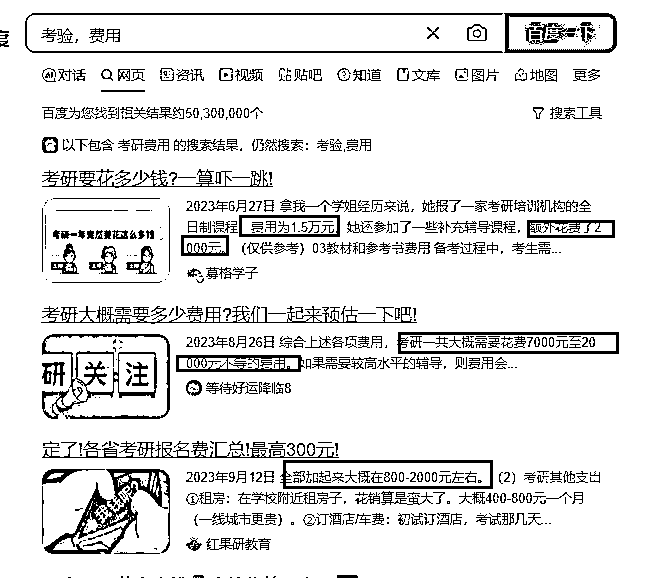 考验，费用
百度一下
对话 网页 资讯 视频 贴吧 知道 文库 图片 地图 更多
百度为您找到相关结果约50,300,000个
搜索工具
以下包含 考研费用 的搜索结果，仍然搜索：考验,费用
考研要花多少钱?一算吓一跳!
2023年6月27日 拿我一个学姐经历来说，她报了一家考研培训机构的全
日制课程，费用为1.5万元。她还参加了一些补充辅导课程，额外花费了2
000元。（仅供参考）03教材和参考书费用 备考过程中，考生需...
考研一年究竟要花这么多钱
慕格学子
考研大概需要多少费用?我们一起来预估一下吧!
2023年8月26日 综合上述各项费用，考研一共大概需要花费7000元至20
000元不等的费用。如果需要较高水平的辅导，则费用会...
研 关 注
等待好运降临8
定了!各省考研报名费汇总!最高300元!
2023年9月12日 全部加起来大概在800-2000元左右。（2）考研其他支出
①租房：在学校附近租房子，花销算是蛮大了。大概400-800元一个月
（一线城市更贵）。②订酒店/车费：初试订酒店，考试那几天...
红果研教育